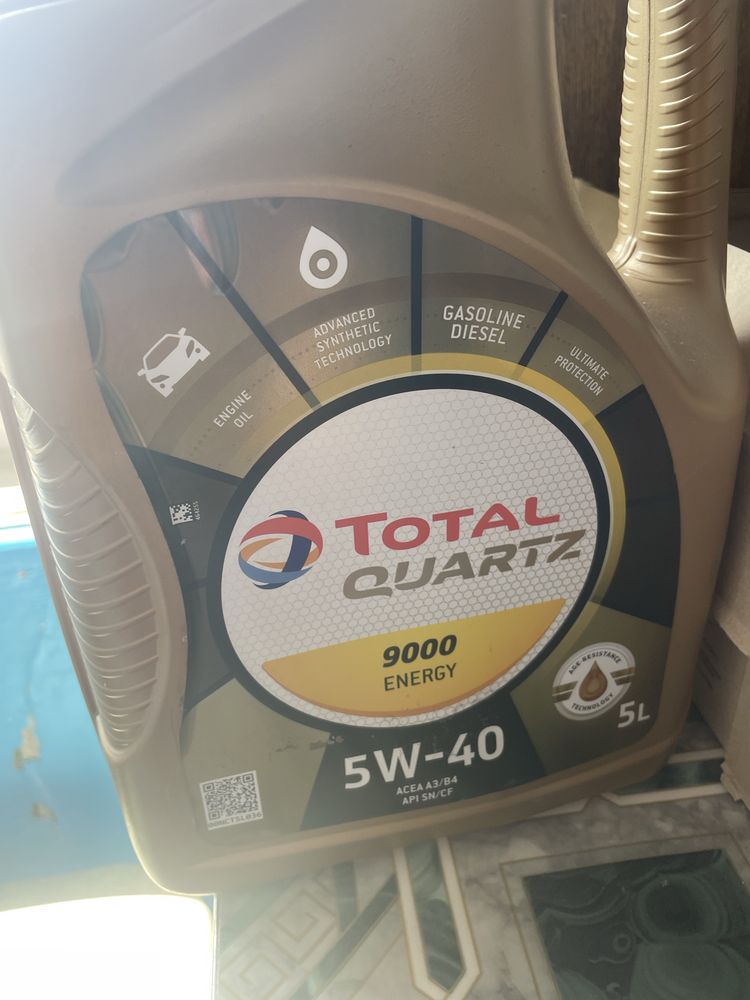 ENGINE
OIL
ADVANCED
SYNTHETIC
TECHNOLOGY
GASOLINE
DIESEL
ULTIMATE
PROTECTION
TOTAL
QUARTZ
9000
ENERGY
AGE-RESISTANCE
TECHNOLOGY
5L
5W-40
ACEA A3/B4
API SN/CF